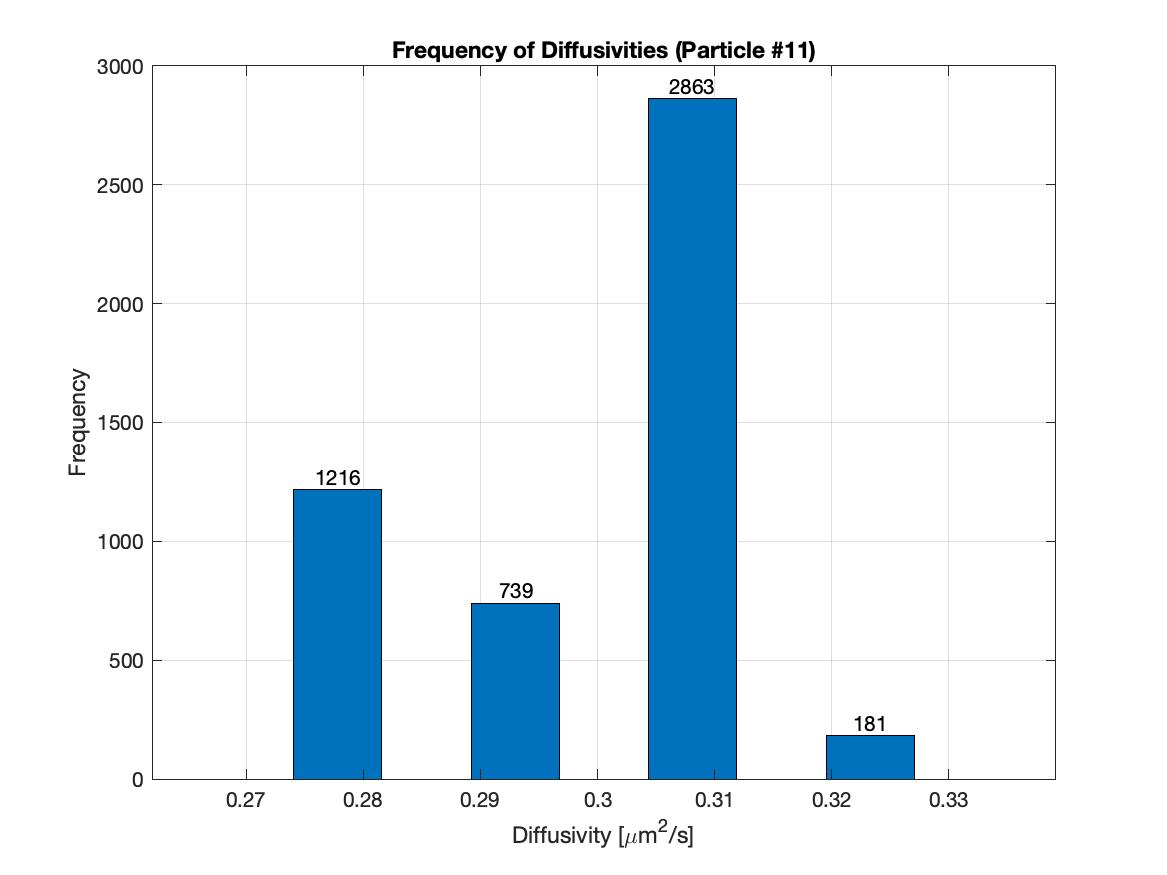 Frequency of Diffusivities (Particle #11)
3000
2863
2500
2000
Frequency
1500
1216
1000
739
500
181
0
0.27 0.28 0.29 0.3 0.31 0.32 0.33
Diffusivity [μm²/s]